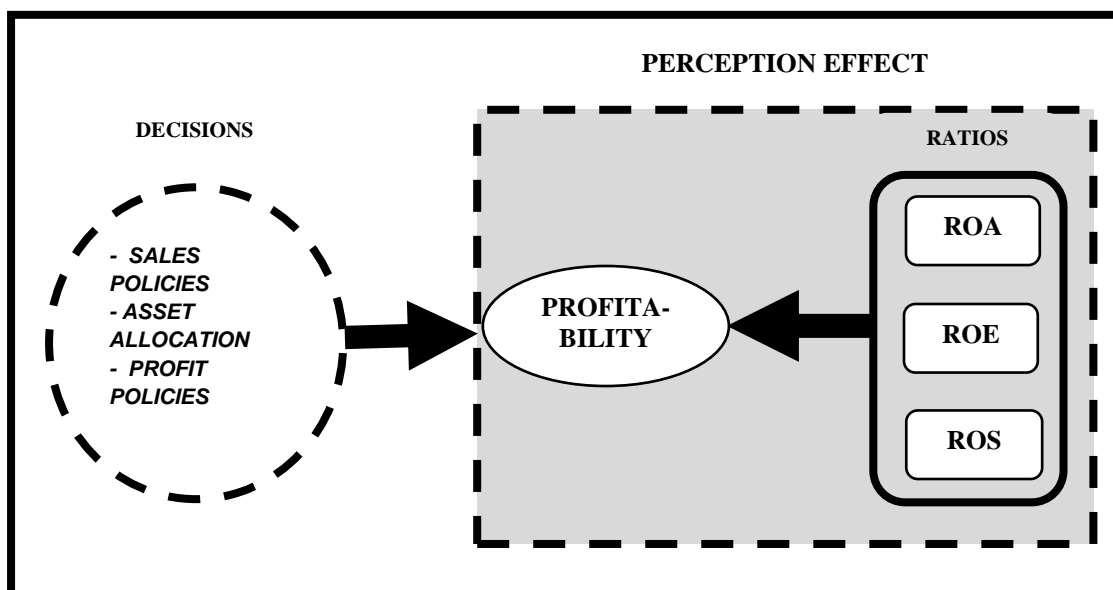 PERCEPTION EFFECT
DECISIONS
- SALES
POLICIES
- ASSET
ALLOCATION
- PROFIT
POLICIES
PROFITA-
BILITY
RATIOS
ROA
ROE
ROS